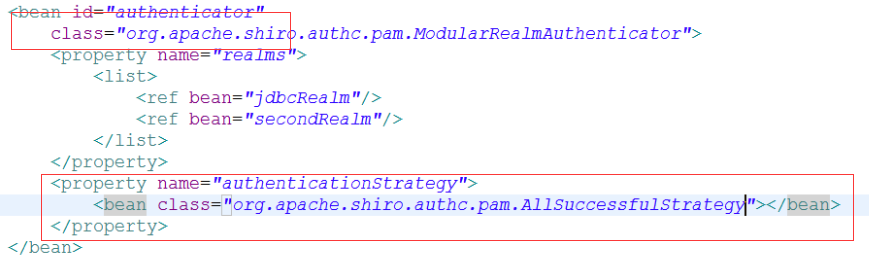 <bean id="authenticator"
    class="org.apache.shiro.authc.pam.ModularRealmAuthenticator">
    <property name="realms">
        <list>
            <ref bean="jdbcRealm"/>
            <ref bean="secondRealm"/>
        </list>
    </property>
    <property name="authenticationStrategy">
        <bean class="org.apache.shiro.authc.pam.AllSuccessfulStrategy"></bean>
    </property>
</bean>